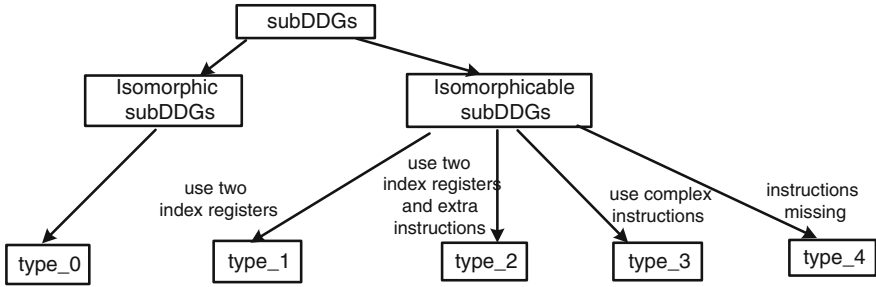 subDDGs
Isomorphic
subDDGs
Isomorphicable
subDDGs
use two
index registers
use two
index registers
and extra
instructions
use complex
instructions
instructions
missing
type_0
type_1
type_2
type_3
type_4